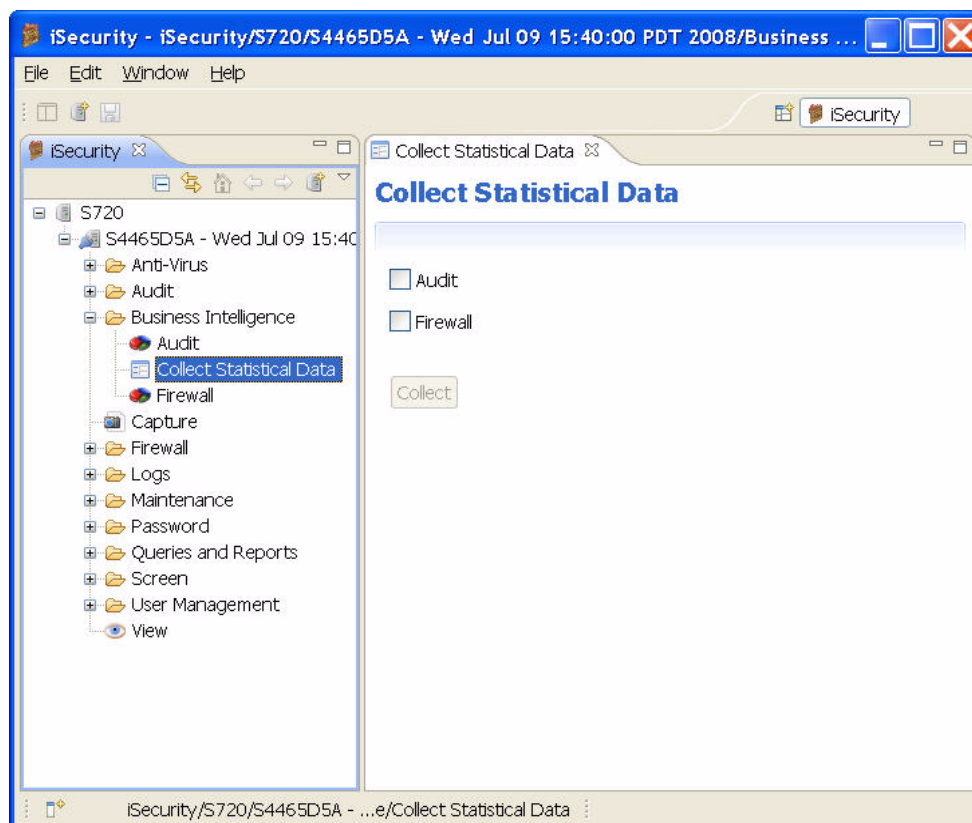 iSecurity - iSecurity/S720/S4465D5A - Wed Jul 09 15:40:00 PDT 2008/Business ...
File Edit Window Help
iSecurity
iSecurity
Collect Statistical Data
Collect Statistical Data
S720
S4465D5A - Wed Jul 09 15:40
Anti-Virus
Audit
Business Intelligence
Audit
Collect Statistical Data
Firewall
Capture
Firewall
Logs
Maintenance
Password
Queries and Reports
Screen
User Management
View
Audit
Firewall
Collect
iSecurity/S720/S4465D5A - ...e/Collect Statistical Data